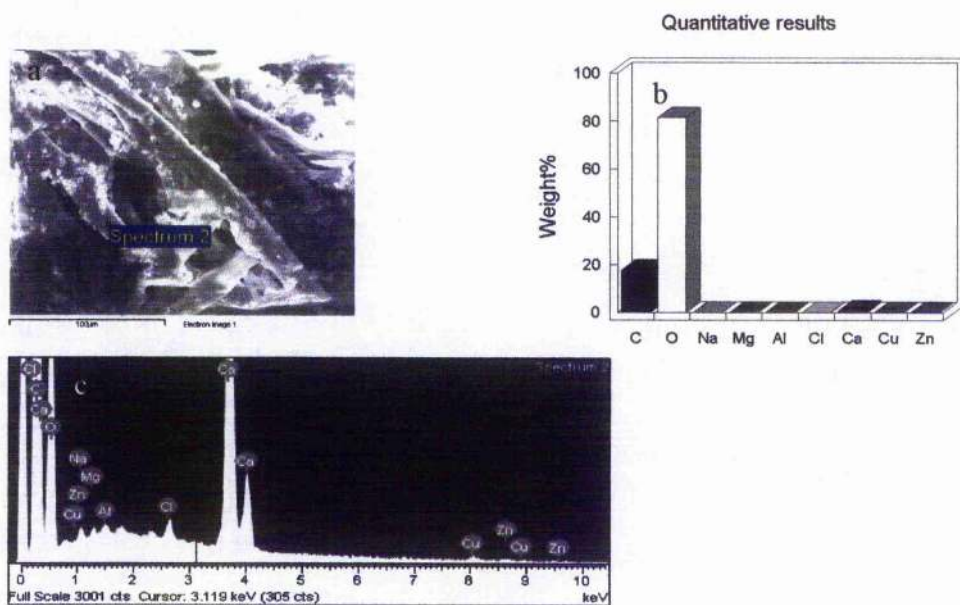 Quantitative results
a
Spectrum 2
100µm Electron Image 1
b
Weight%
100
80
60
40
20
0
C O Na Mg Al Cl Ca Cu Zn
c
Spectrum 2
Cl
C
Ca
O
Na
Mg
Zn
Cu
Al
Cl
Ca
Ca
Cu
Zn
Cu
Zn
0 1 2 3 4 5 6 7 8 9 10
Full Scale 3001 cts Cursor: 3.119 keV (305 cts) keV